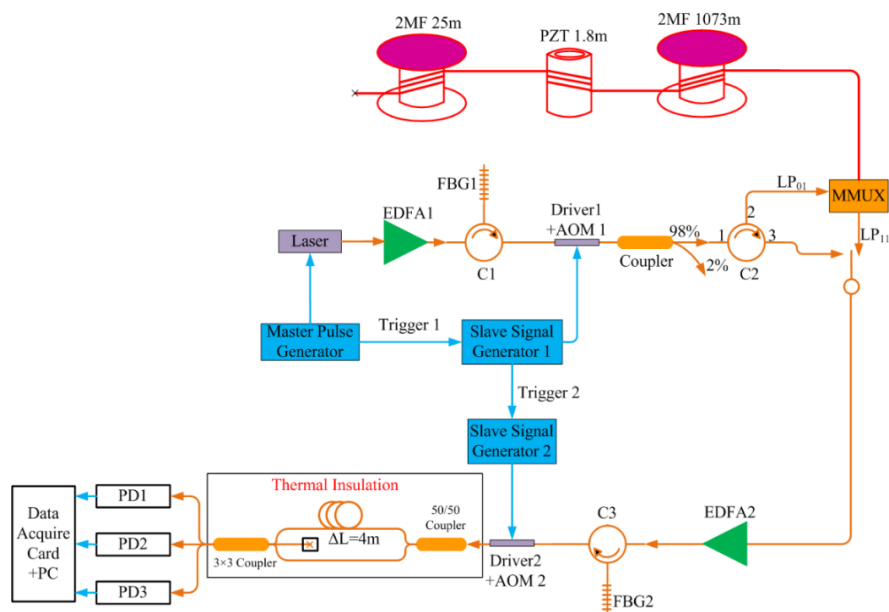 2MF 25m
PZT 1.8m
2MF 1073m
FBG1
EDFA1
Laser
C1
Driver1
+AOM 1
98%
Coupler
2%
1
2
3
C2
LP01
MMUX
LP11
Master Pulse
Generator
Trigger 1
Slave Signal
Generator 1
Trigger 2
Slave Signal
Generator 2
Thermal Insulation
50/50
Coupler
ΔL=4m
3×3 Coupler
Driver2
+AOM 2
C3
FBG2
EDFA2
PD1
PD2
PD3
Data
Acquire
Card
+PC